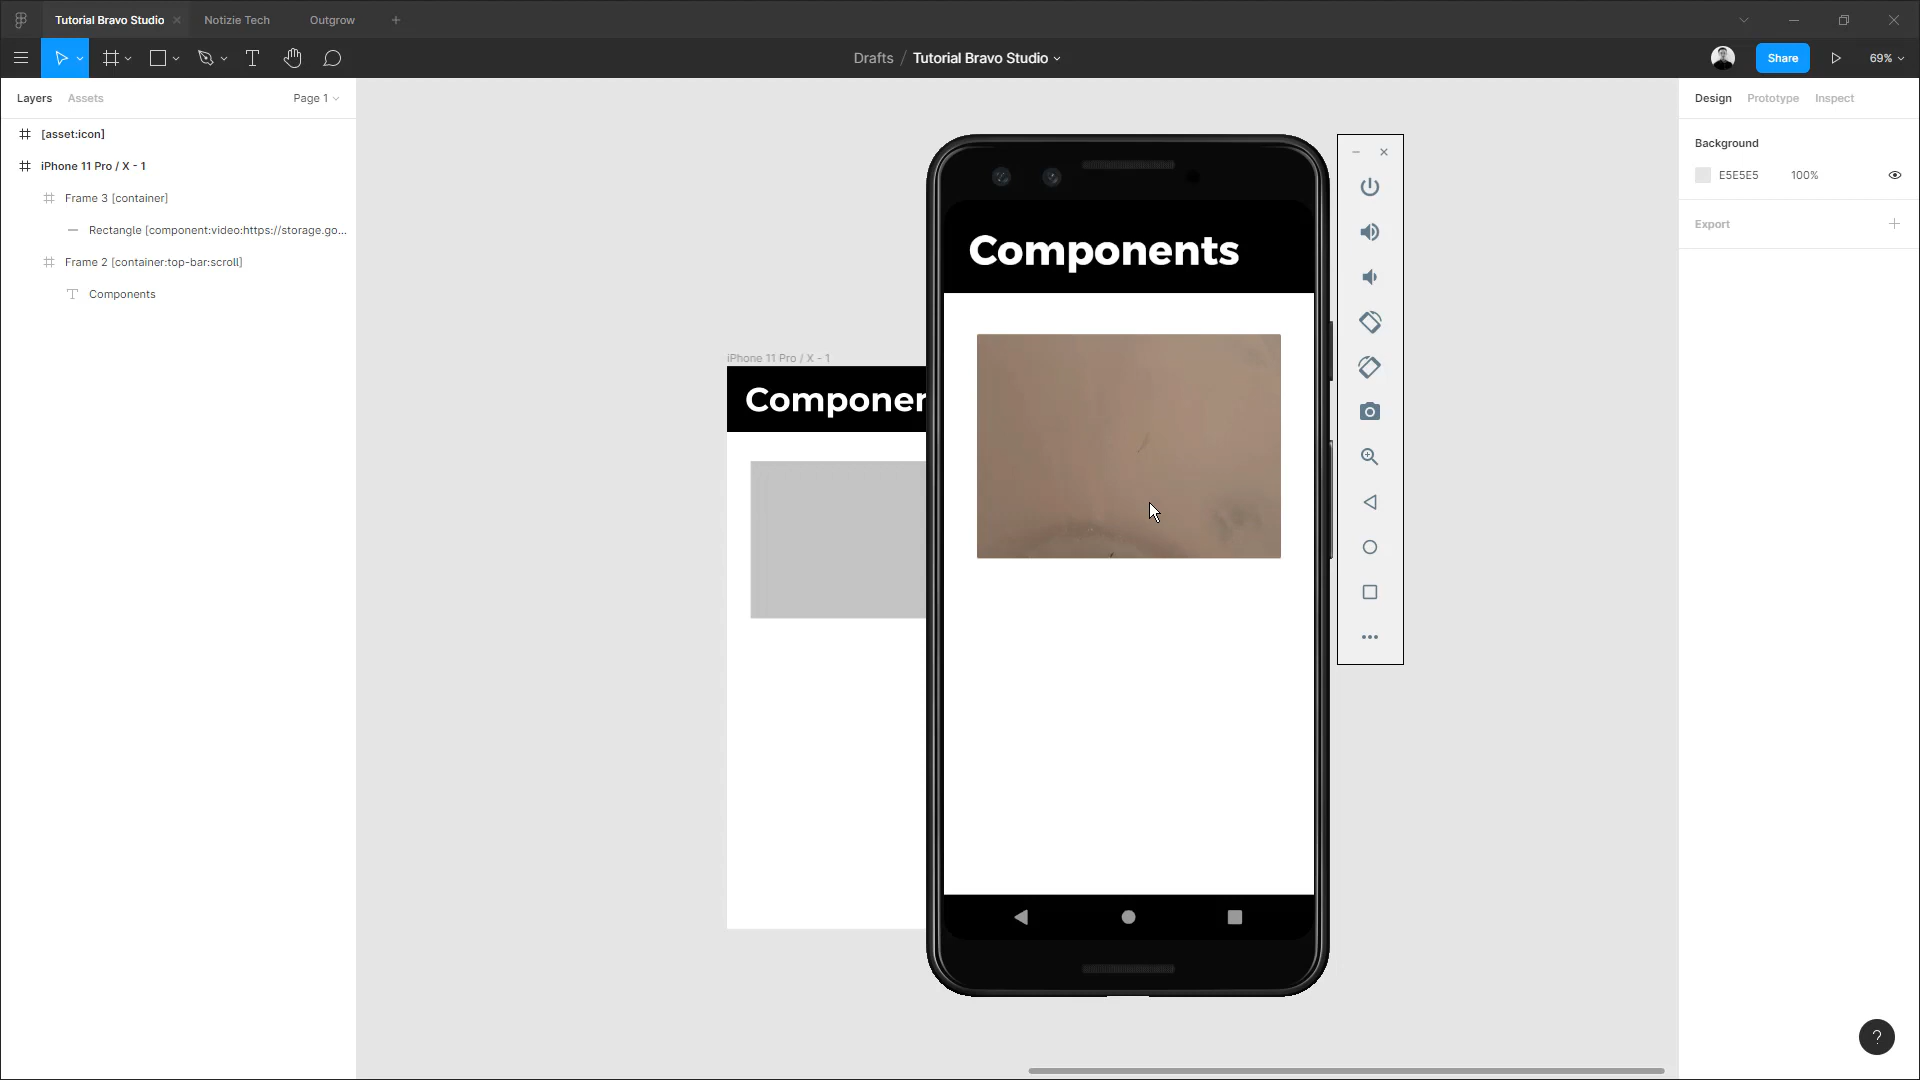 Tutorial Bravo Studio
Notizie Tech
Outgrow
Drafts / Tutorial Bravo Studio
Share
69%
Layers
Assets
Page 1
[asset:icon]
iPhone 11 Pro / X - 1
Frame 3 [container]
Rectangle [component:video:https://storage.go...
Frame 2 [container:top-bar:scroll]
Components
iPhone 11 Pro / X - 1
Componen
Components
Design
Prototype
Inspect
Background
E5E5E5
100%
Export
?